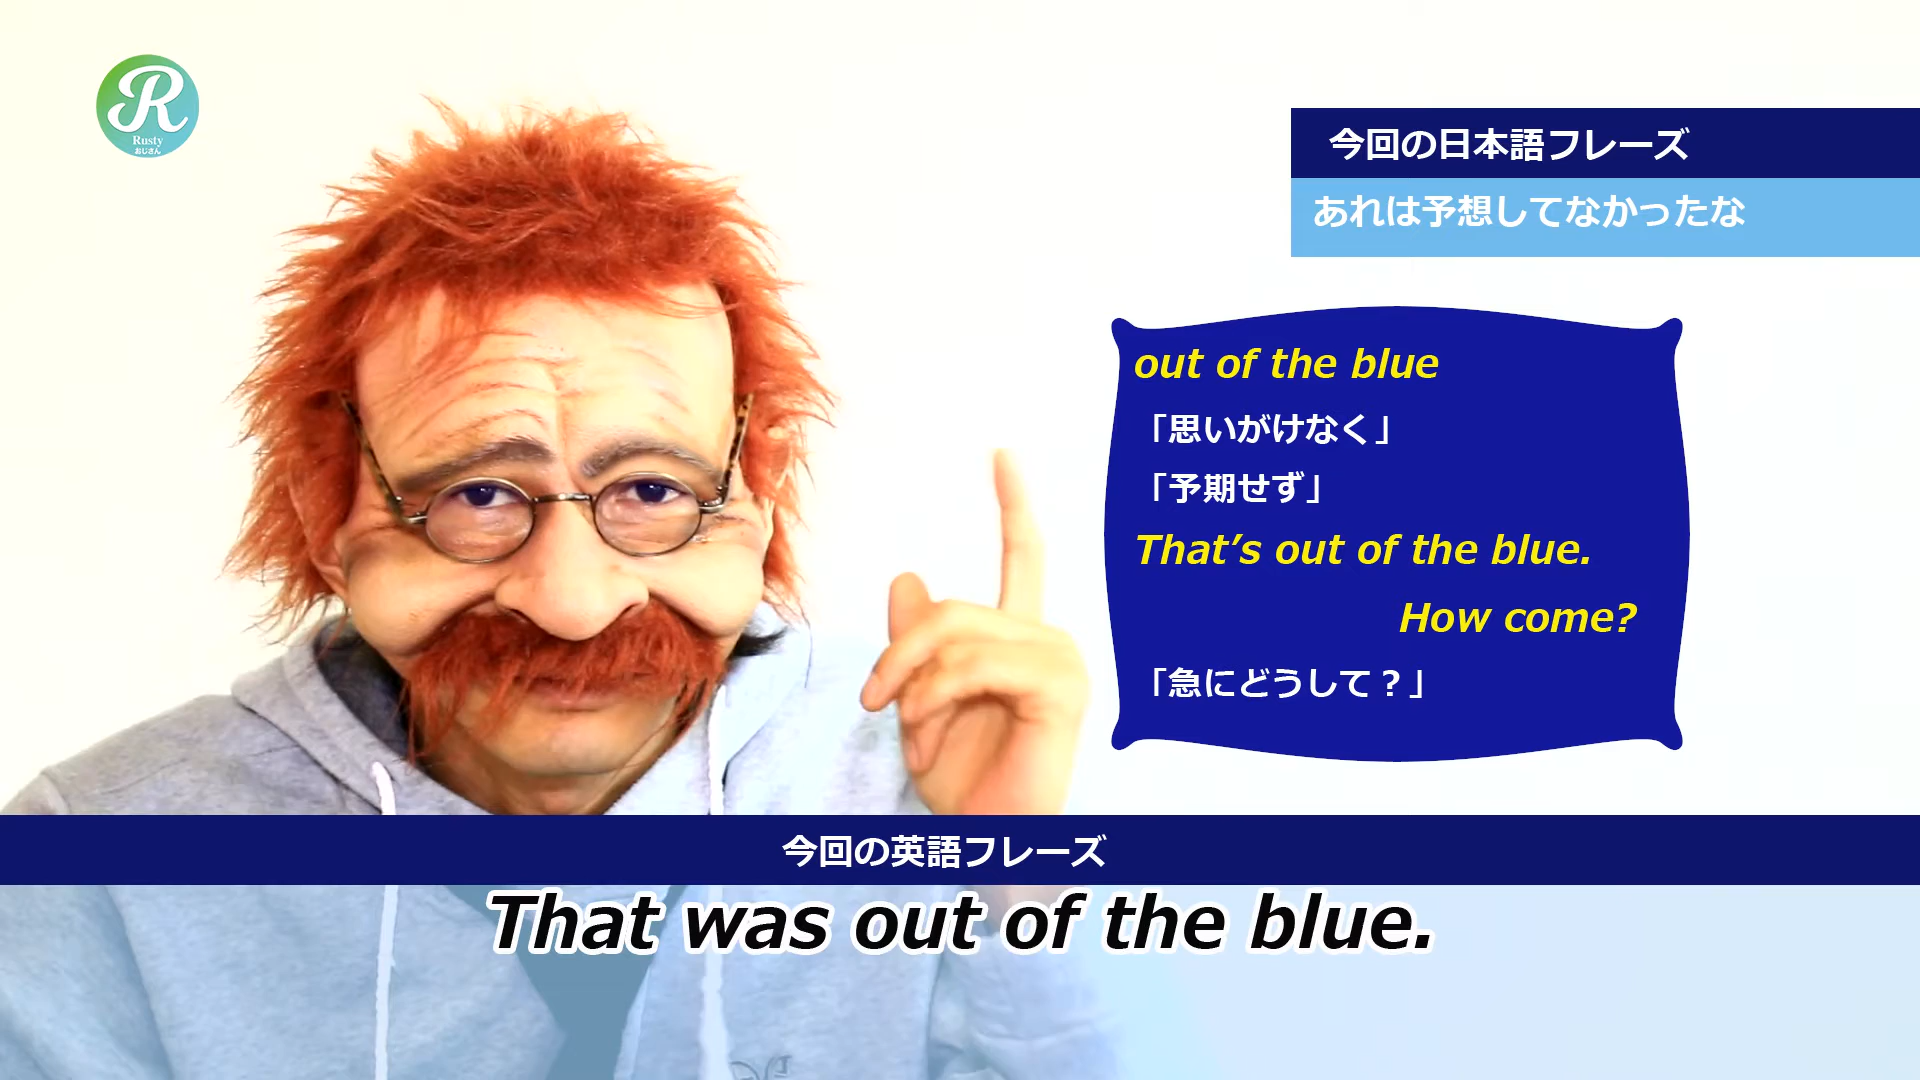 R
Rusty
おじさん
今回の日本語フレーズ
あれは予想してなかったな
out of the blue
「思いがけなく」
「予期せず」
That’s out of the blue.
How come?
「急にどうして？」
今回の英語フレーズ
That was out of the blue.